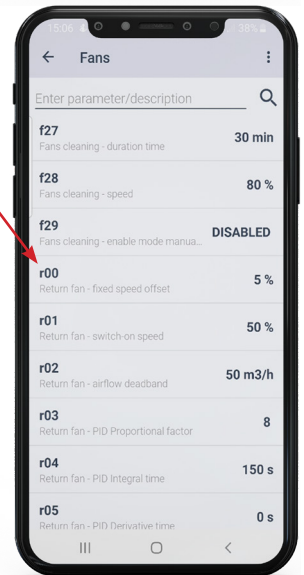 15:06
38%
Fans
Enter parameter/description
f27
30 min
Fans cleaning - duration time
f28
80 %
Fans cleaning - speed
f29
DISABLED
Fans cleaning - enable mode manua...
r00
5 %
Return fan - fixed speed offset
r01
50 %
Return fan - switch-on speed
r02
50 m3/h
Return fan - airflow deadband
r03
8
Return fan - PID Proportional factor
r04
150 s
Return fan - PID Integral time
r05
0 s
Return fan - PID Derivative time